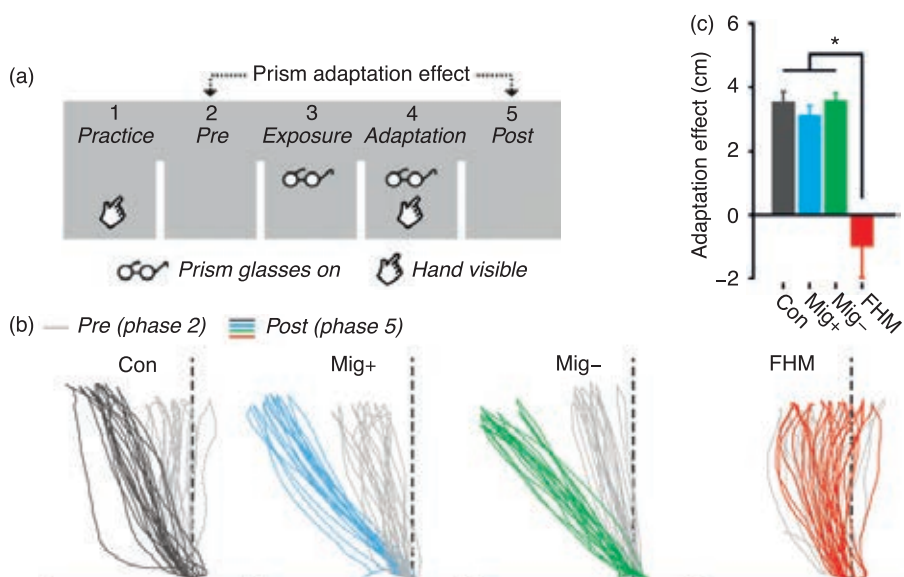 (a)
Prism adaptation effect
1 2 3 4 5
Practice Pre Exposure Adaptation Post
Prism glasses on Hand visible
(b) Pre (phase 2) Post (phase 5)
Con Mig+ Mig− FHM
(c)
Adaptation effect (cm)
6
4
2
0
−2
*
Con Mig+ Mig− FHM